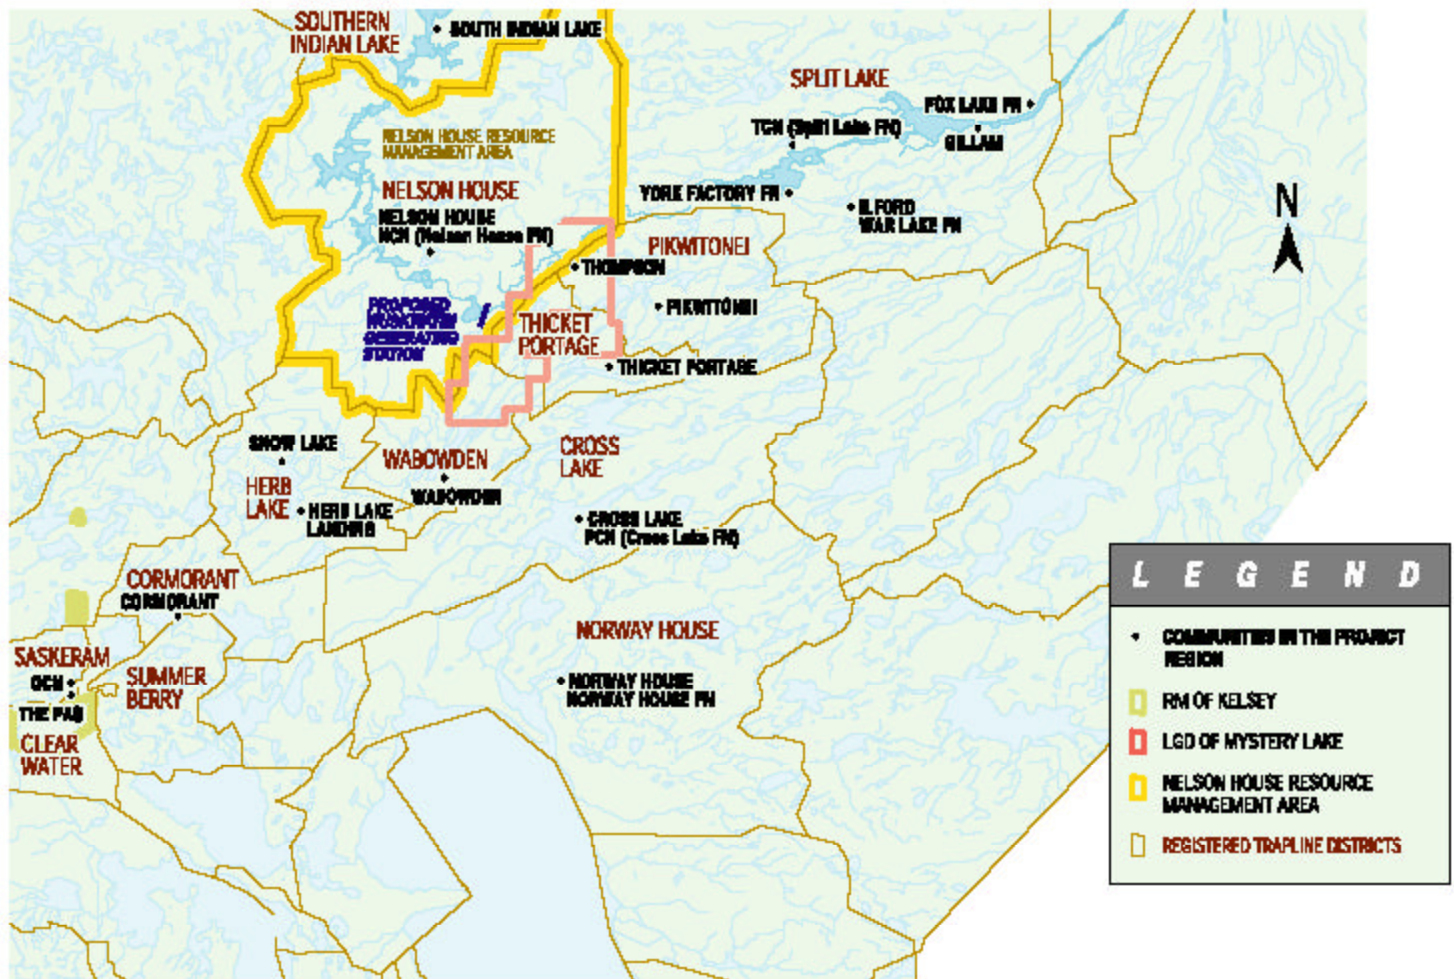 SOUTHERN
INDIAN LAKE
SOUTH INDIAN LAKE
SPLIT LAKE
FOX LAKE FN
TCN (Split Lake FN)
GILLAM
NELSON HOUSE RESOURCE
MANAGEMENT AREA
NELSON HOUSE
NELSON HOUSE
NCN (Nelson House FN)
YORK FACTORY FN
ILFORD
WAR LAKE FN
N
PIKWITONEI
THOMPSON
PIKWITONEI
PROPOSED
WUSKWATIM
GENERATING
STATION
THICKET
PORTAGE
THICKET PORTAGE
SNOW LAKE
HERB
LAKE
HERB LAKE
LANDING
WABOWDEN
WABOWDEN
CROSS
LAKE
CROSS LAKE
PCN (Cross Lake FN)
CORMORANT
CORMORANT
NORWAY HOUSE
NORWAY HOUSE
NORWAY HOUSE FN
SASKERAM
OCN
THE PAS
SUMMER
BERRY
CLEAR
WATER
LEGEND
COMMUNITIES IN THE PROJECT
REGION
RM OF KELSEY
LGD OF MYSTERY LAKE
NELSON HOUSE RESOURCE
MANAGEMENT AREA
REGISTERED TRAPLINE DISTRICTS